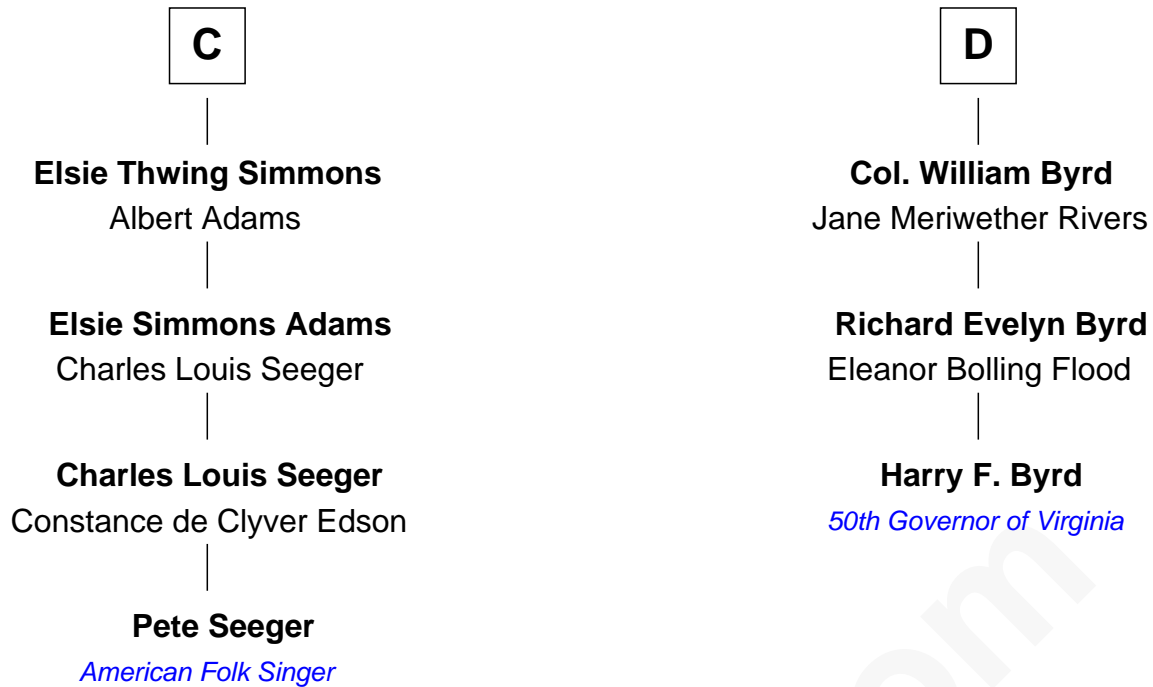 C
Elsie Thwing Simmons
Albert Adams
Elsie Simmons Adams
Charles Louis Seeger
Charles Louis Seeger
Constance de Clyver Edson
Pete Seeger
American Folk Singer
D
Col. William Byrd
Jane Meriwether Rivers
Richard Evelyn Byrd
Eleanor Bolling Flood
Harry F. Byrd
50th Governor of Virginia
om